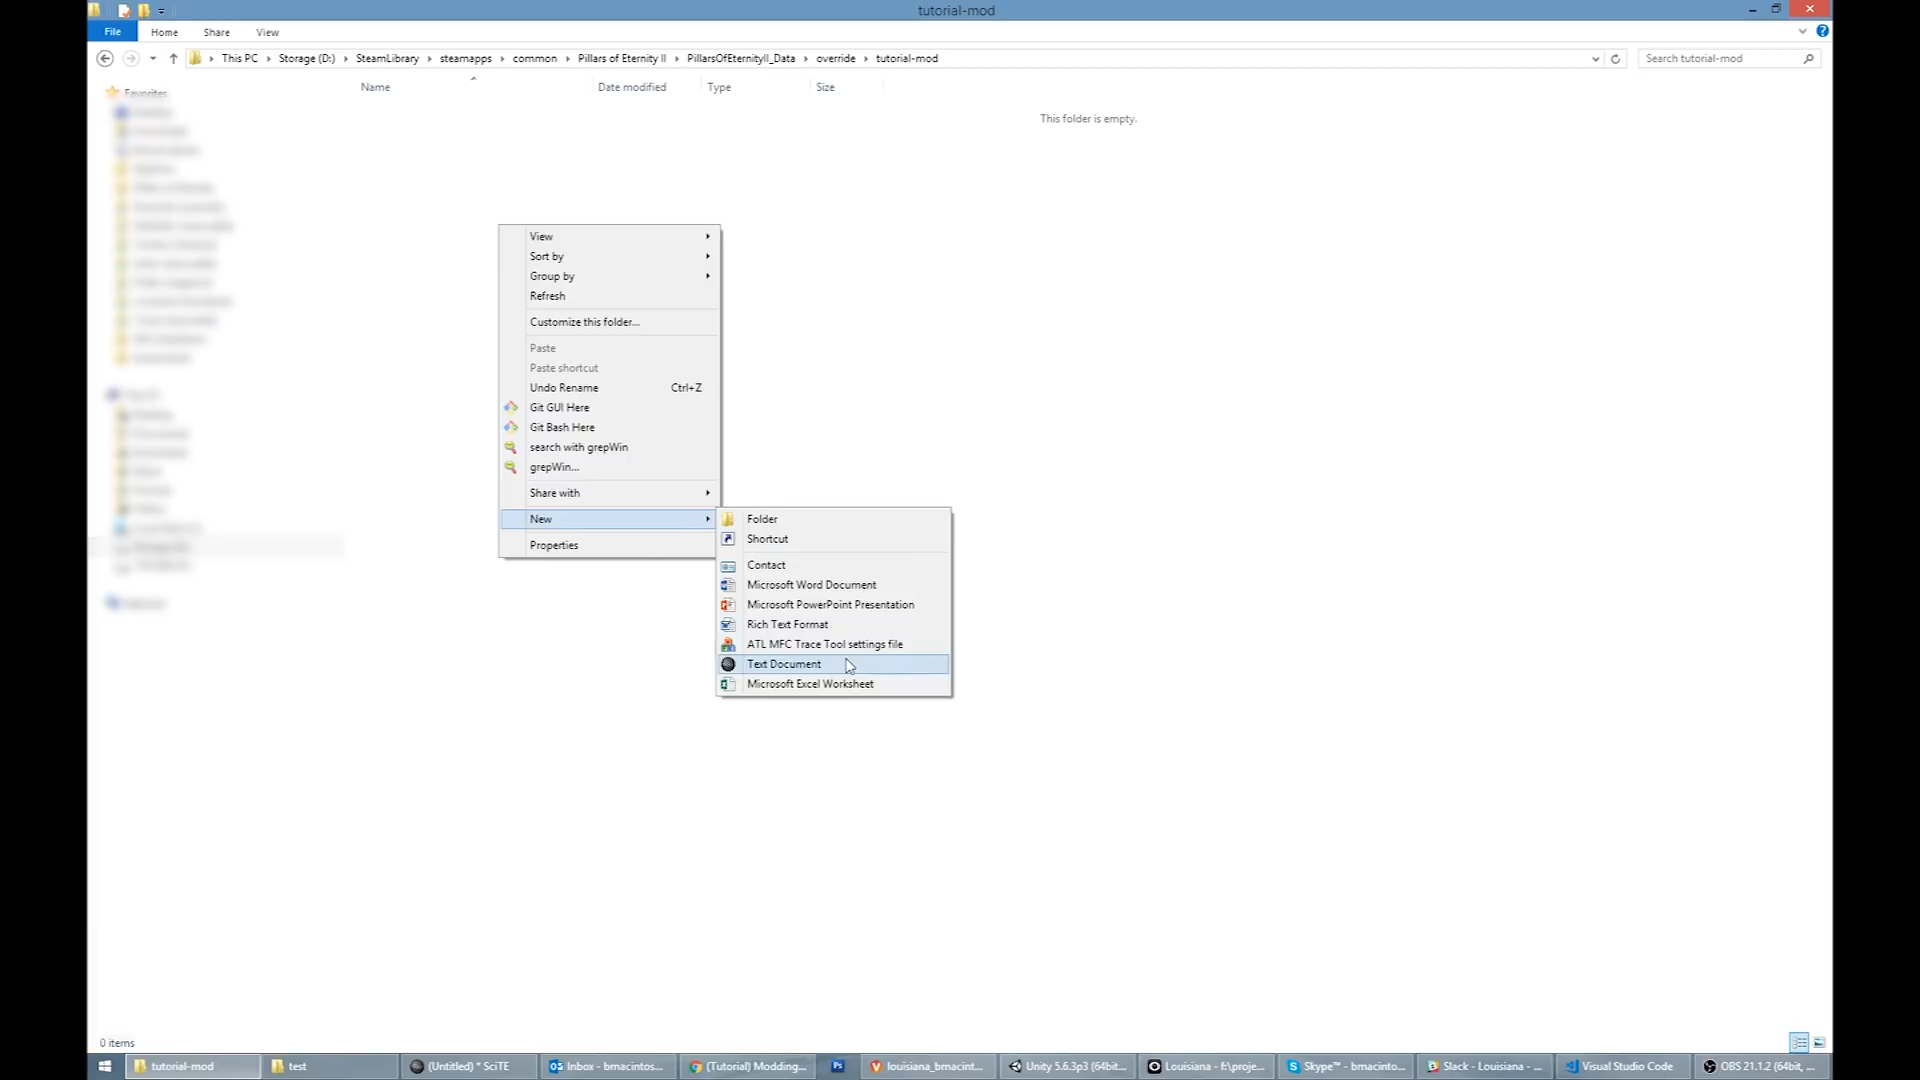 tutorial-mod
File Home Share View
This PC Storage (D:) SteamLibrary steamapps common Pillars of Eternity II PillarsOfEternityII_Data override tutorial-mod Search tutorial-mod
Name Date modified Type Size
Favorites
This folder is empty.
View
Sort by
Group by
Refresh
Customize this folder...
Paste
Paste shortcut
Undo Rename Ctrl+Z
Git GUI Here
Git Bash Here
search with grepWin
grepWin...
Share with
New
Properties
Folder
Shortcut
Contact
Microsoft Word Document
Microsoft PowerPoint Presentation
Rich Text Format
ATL MFC Trace Tool settings file
Text Document
Microsoft Excel Worksheet
0 items
tutorial-mod test (Untitled) * SciTE Inbox - bmacintos... (Tutorial) Modding... Ps louisiana_bmacint... Unity 5.6.3p3 (64bit... Louisiana - f:\proje... Skype™ - bmacinto... Slack - Louisiana - ... Visual Studio Code OBS 21.1.2 (64bit, ...